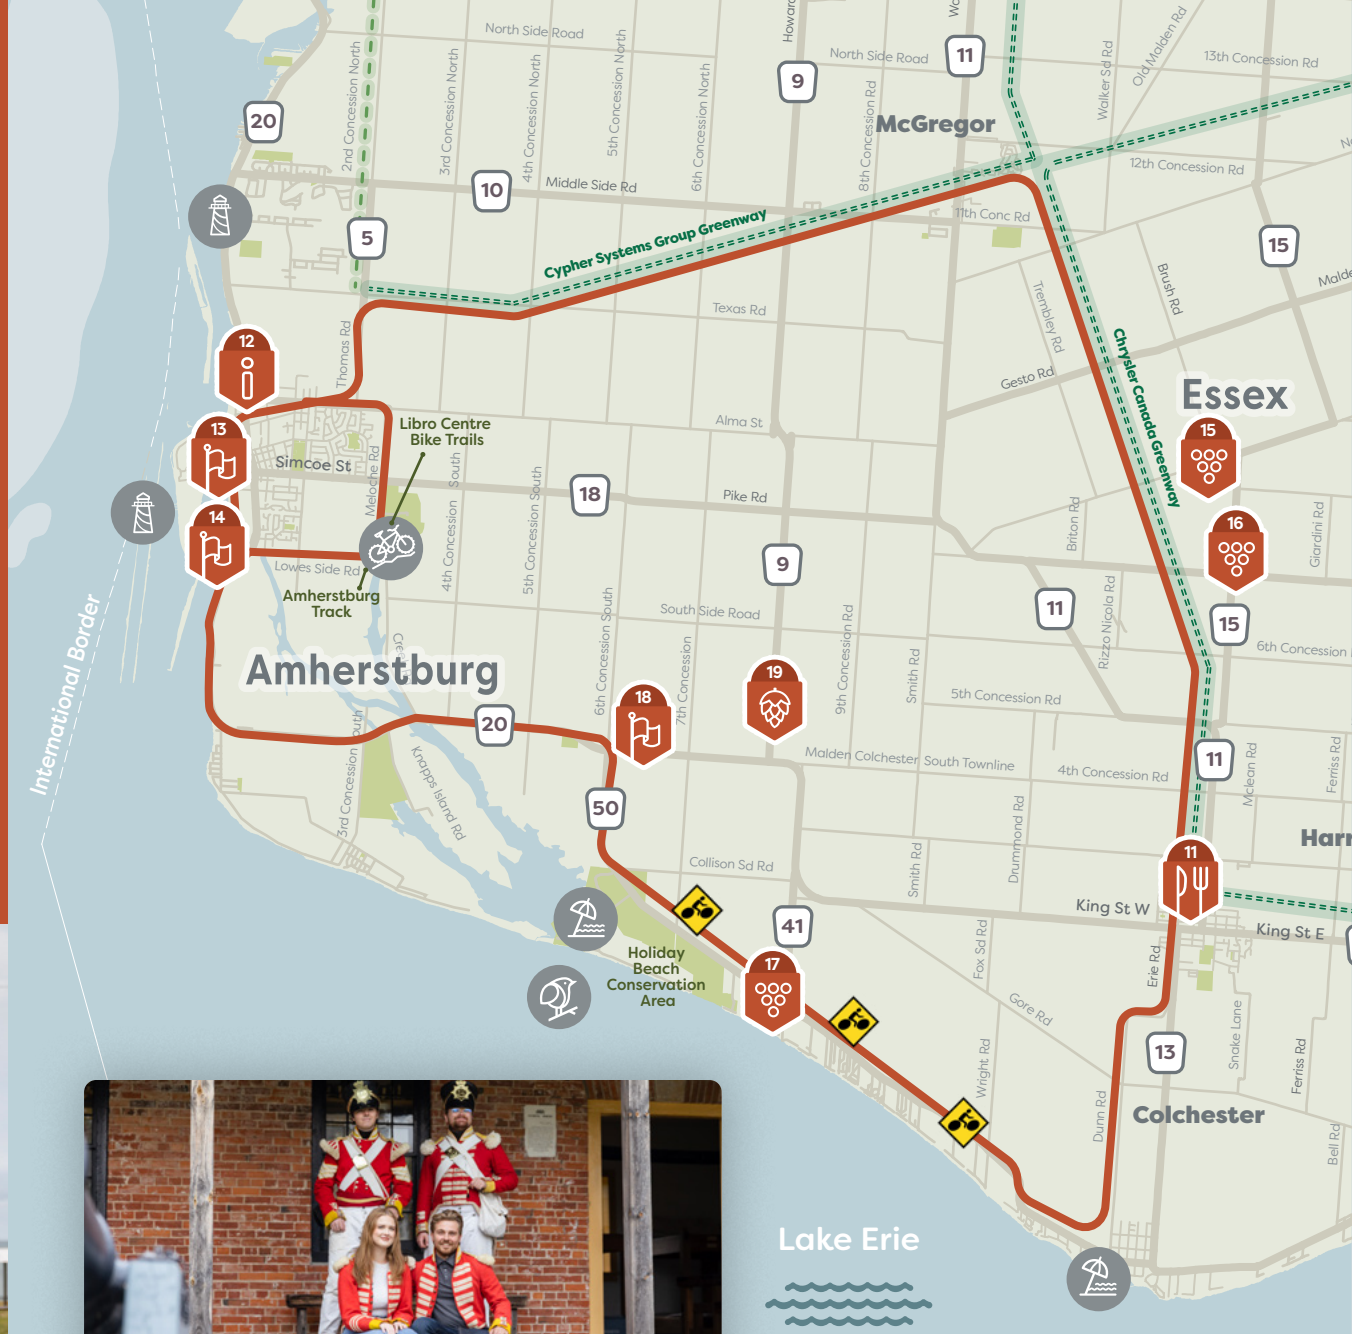 North Side Road
Howard
11
North Side Road
13th Concession Rd
Old Malden Rd
Walker Sd Rd
9
20
2nd Concession North
3rd Concession North
4th Concession North
5th Concession North
6th Concession North
8th Concession Rd
McGregor
12th Concession Rd
10
Middle Side Rd
11th Conc Rd
5
Cypher Systems Group Greenway
15
Brush Rd
Trembley Rd
Texas Rd
Thomas Rd
12
Gesto Rd
Chrysler Canada Greenway
Essex
Alma St
Libro Centre
Bike Trails
13
15
Simcoe St
Meloche Rd
18
Pike Rd
14
16
4th Concession South
5th Concession South
Briton Rd
Giardini Rd
Lowes Side Rd
9
Amherstburg
Track
South Side Road
11
Rizzo Nicola Rd
15
6th Concession
International Border
Amherstburg
6th Concession South
7th Concession
9th Concession Rd
Smith Rd
5th Concession Rd
18
19
20
3rd Concession South
Knapps Island Rd
Malden Colchester South Townline
4th Concession Rd
11
Mclean Rd
Ferriss Rd
50
Collison Sd Rd
Smith Rd
Drummond Rd
11
King St W
King St E
41
Holiday
Beach
Conservation
Area
17
Fox Sd Rd
Gore Rd
Erie Rd
Wright Rd
13
Snake Lane
Ferriss Rd
Dunn Rd
Colchester
Bell Rd
Lake Erie